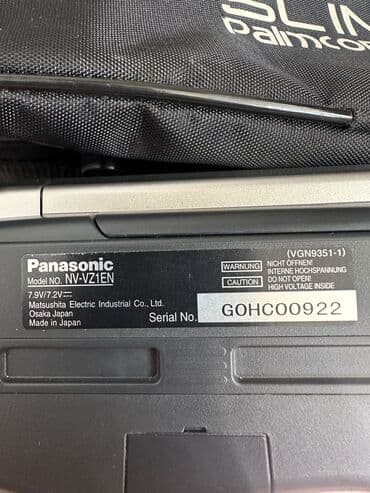 SLIM
palmcor
Panasonic
MODEL NO. NV-VZ1EN
7.9V/7.2V⎓
Matsushita Electric Industrial Co., Ltd.
Osaka Japan
Made in Japan
(VGN9351-1)
WARNING NICHT ÖFFNEN!
INTERNE HOCHSPANNUNG
CAUTION DO NOT OPEN!
HIGH VOLTAGE INSIDE
Serial No. G0HC00922